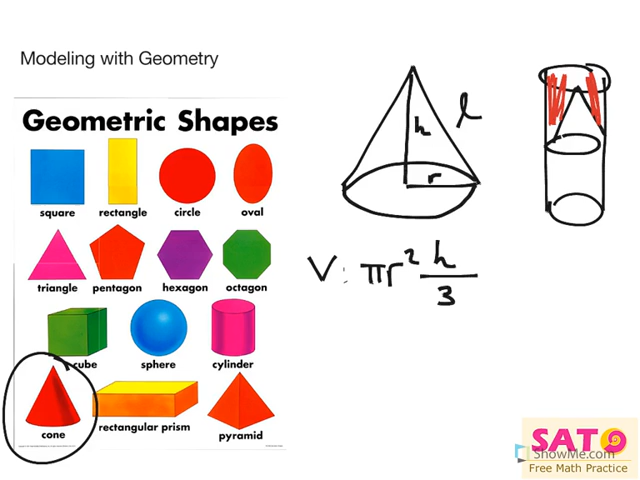 Modeling with Geometry
Geometric Shapes
square rectangle circle oval
triangle pentagon hexagon octagon
cube sphere cylinder
cone rectangular prism pyramid
h
l
r
V: πr² h/3
SATO
ShowMe.com
Free Math Practice